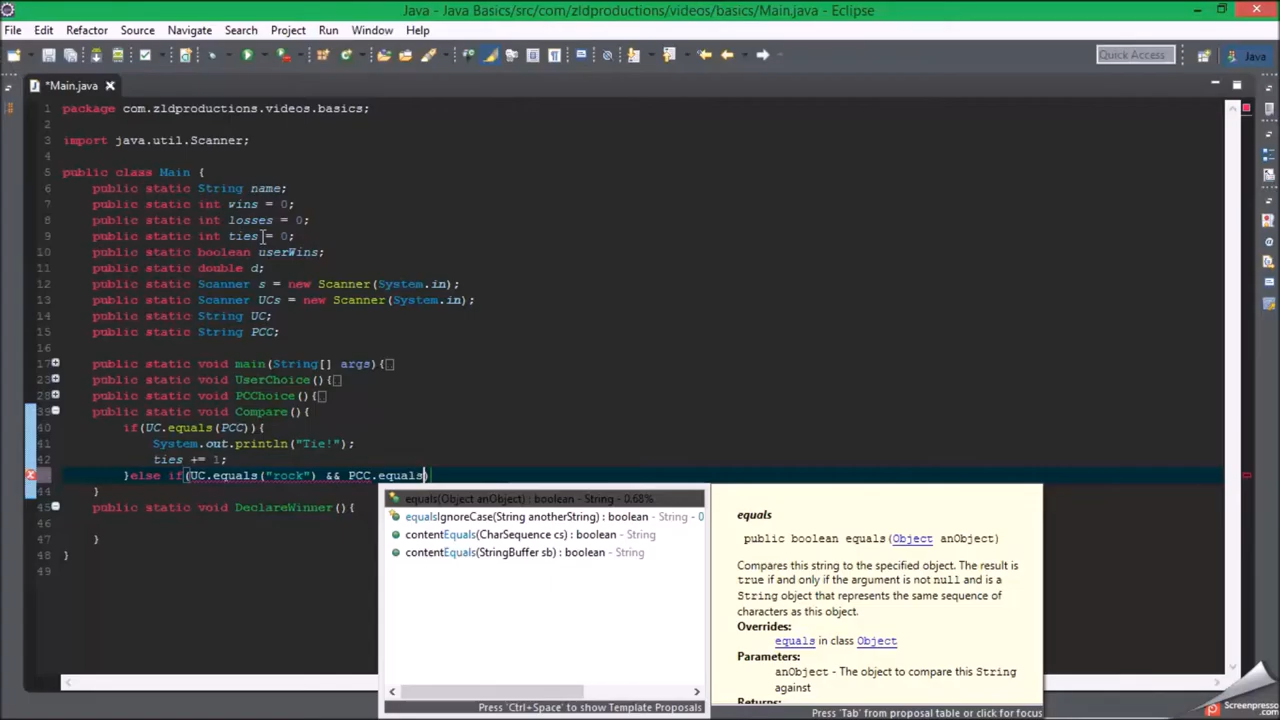 Java - Java Basics/src/com/zldproductions/videos/basics/Main.java - Eclipse
File Edit Refactor Source Navigate Search Project Run Window Help
Quick Access
Java
*Main.java
1 package com.zldproductions.videos.basics;
2
3 import java.util.Scanner;
4
5 public class Main {
6 public static String name;
7 public static int wins = 0;
8 public static int losses = 0;
9 public static int ties = 0;
10 public static boolean userWins;
11 public static double d;
12 public static Scanner s = new Scanner(System.in);
13 public static Scanner UCs = new Scanner(System.in);
14 public static String UC;
15 public static String PCC;
16
17 public static void main(String[] args){
23 public static void UserChoice(){
28 public static void PCChoice(){
39 public static void Compare(){
40 if(UC.equals(PCC)){
41 System.out.println("Tie!");
42 ties += 1;
}else if(UC.equals("rock") && PCC.equals)
44 }
45 public static void DeclareWinner(){
46
47 }
48 }
49
equals(Object anObject) : boolean - String - 0.68%
equalsIgnoreCase(String anotherString) : boolean - String - 0
contentEquals(CharSequence cs) : boolean - String
contentEquals(StringBuffer sb) : boolean - String
Press 'Ctrl+Space' to show Template Proposals
equals
public boolean equals(Object anObject)
Compares this string to the specified object. The result is
true if and only if the argument is not null and is a
String object that represents the same sequence of
characters as this object.
Overrides:
equals in class Object
Parameters:
anObject - The object to compare this String
against
Returns:
Press 'Tab' from proposal table or click for focus
Screenpresso
.com